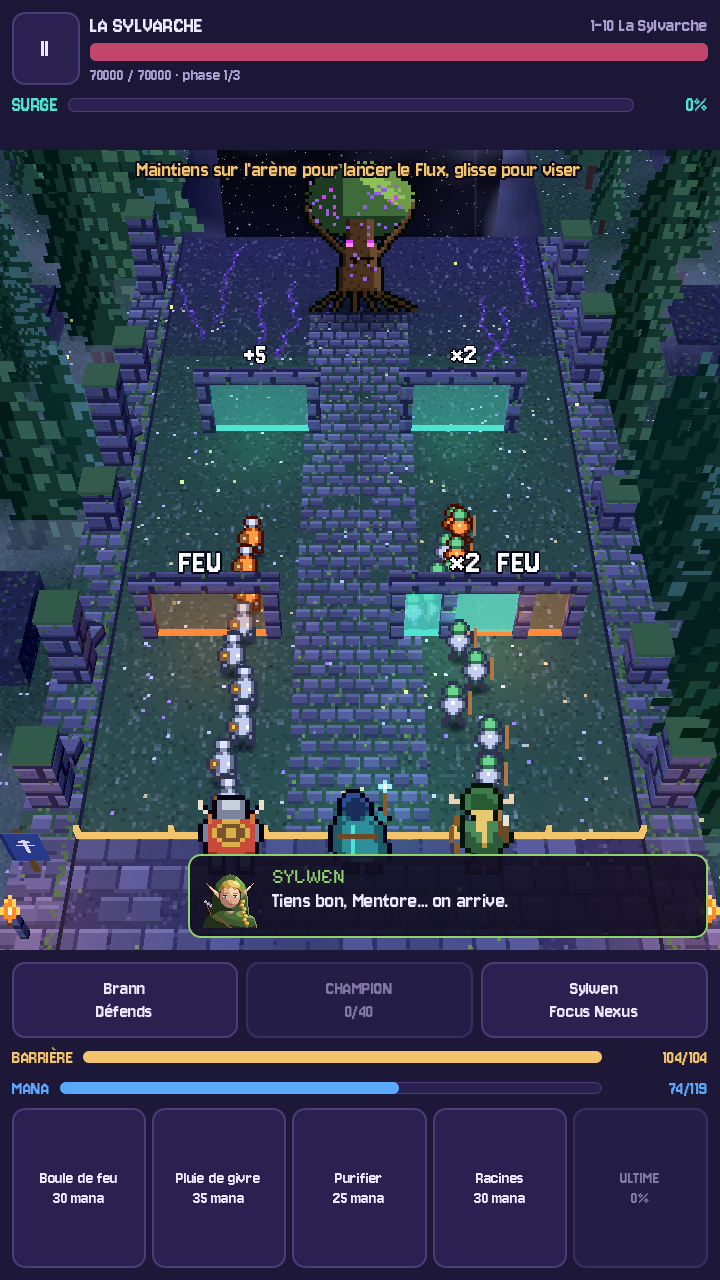 LA SYLVARCHE
1-10 La Sylvarche
70000 / 70000 · phase 1/3
SURGE
0%
Maintiens sur l'arène pour lancer le Flux, glisse pour viser
+5
×2
FEU
×2 FEU
SYLWEN
Tiens bon, Mentore... on arrive.
Brann
Défends
CHAMPION
0/40
Sylwen
Focus Nexus
BARRIÈRE
104/104
MANA
74/119
Boule de feu
30 mana
Pluie de givre
35 mana
Purifier
25 mana
Racines
30 mana
ULTIME
0%